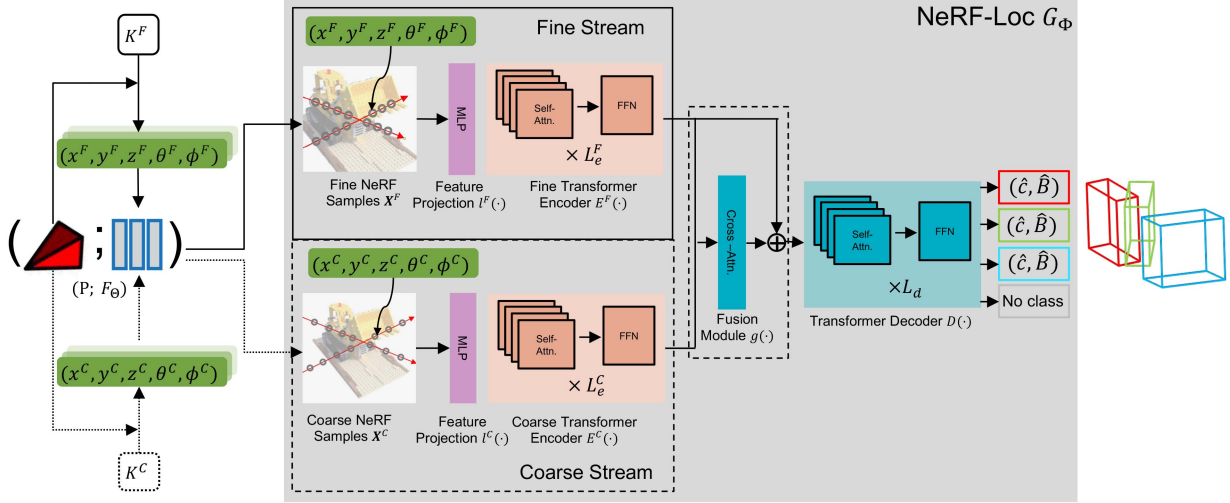 NeRF-Loc G_Φ
K^F
(x^F, y^F, z^F, θ^F, ϕ^F)
( ; )
(P; F_Θ)
(x^C, y^C, z^C, θ^C, ϕ^C)
K^C
(x^F, y^F, z^F, θ^F, ϕ^F)
Fine Stream
MLP
Self-
Attn.
FFN
× L_e^F
Fine NeRF
Samples X^F
Feature
Projection l^F(·)
Fine Transformer
Encoder E^F(·)
(x^C, y^C, z^C, θ^C, ϕ^C)
MLP
Self-
Attn.
FFN
× L_e^C
Coarse NeRF
Samples X^C
Feature
Projection l^C(·)
Coarse Transformer
Encoder E^C(·)
Coarse Stream
Cross –Attn.
Fusion
Module g(·)
Self-
Attn.
FFN
×L_d
Transformer Decoder D(·)
(ĉ, B̂)
(ĉ, B̂)
(ĉ, B̂)
No class